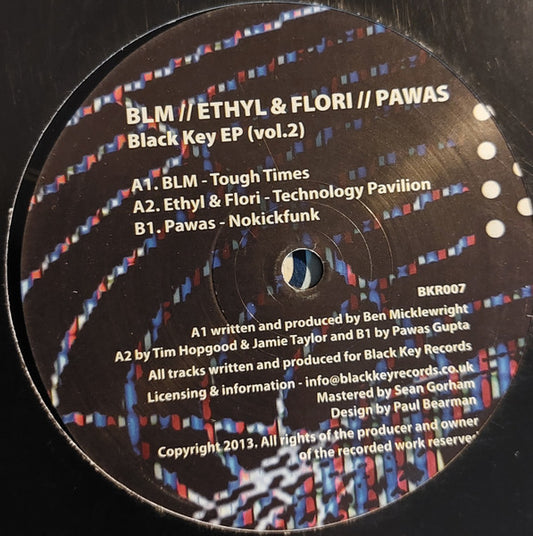 BLM // ETHYL & FLORI // PAWAS
Black Key EP (vol.2)
A1. BLM - Tough Times
A2. Ethyl & Flori - Technology Pavilion
B1. Pawas - Nokickfunk
BKR007
A1 written and produced by Ben Micklewright
A2 by Tim Hopgood & Jamie Taylor and B1 by Pawas Gupta
All tracks written and produced for Black Key Records
Licensing & information - info@blackkeyrecords.co.uk
Mastered by Sean Gorham
Design by Paul Bearman
Copyright 2013. All rights of the producer and owner
of the recorded work reserve